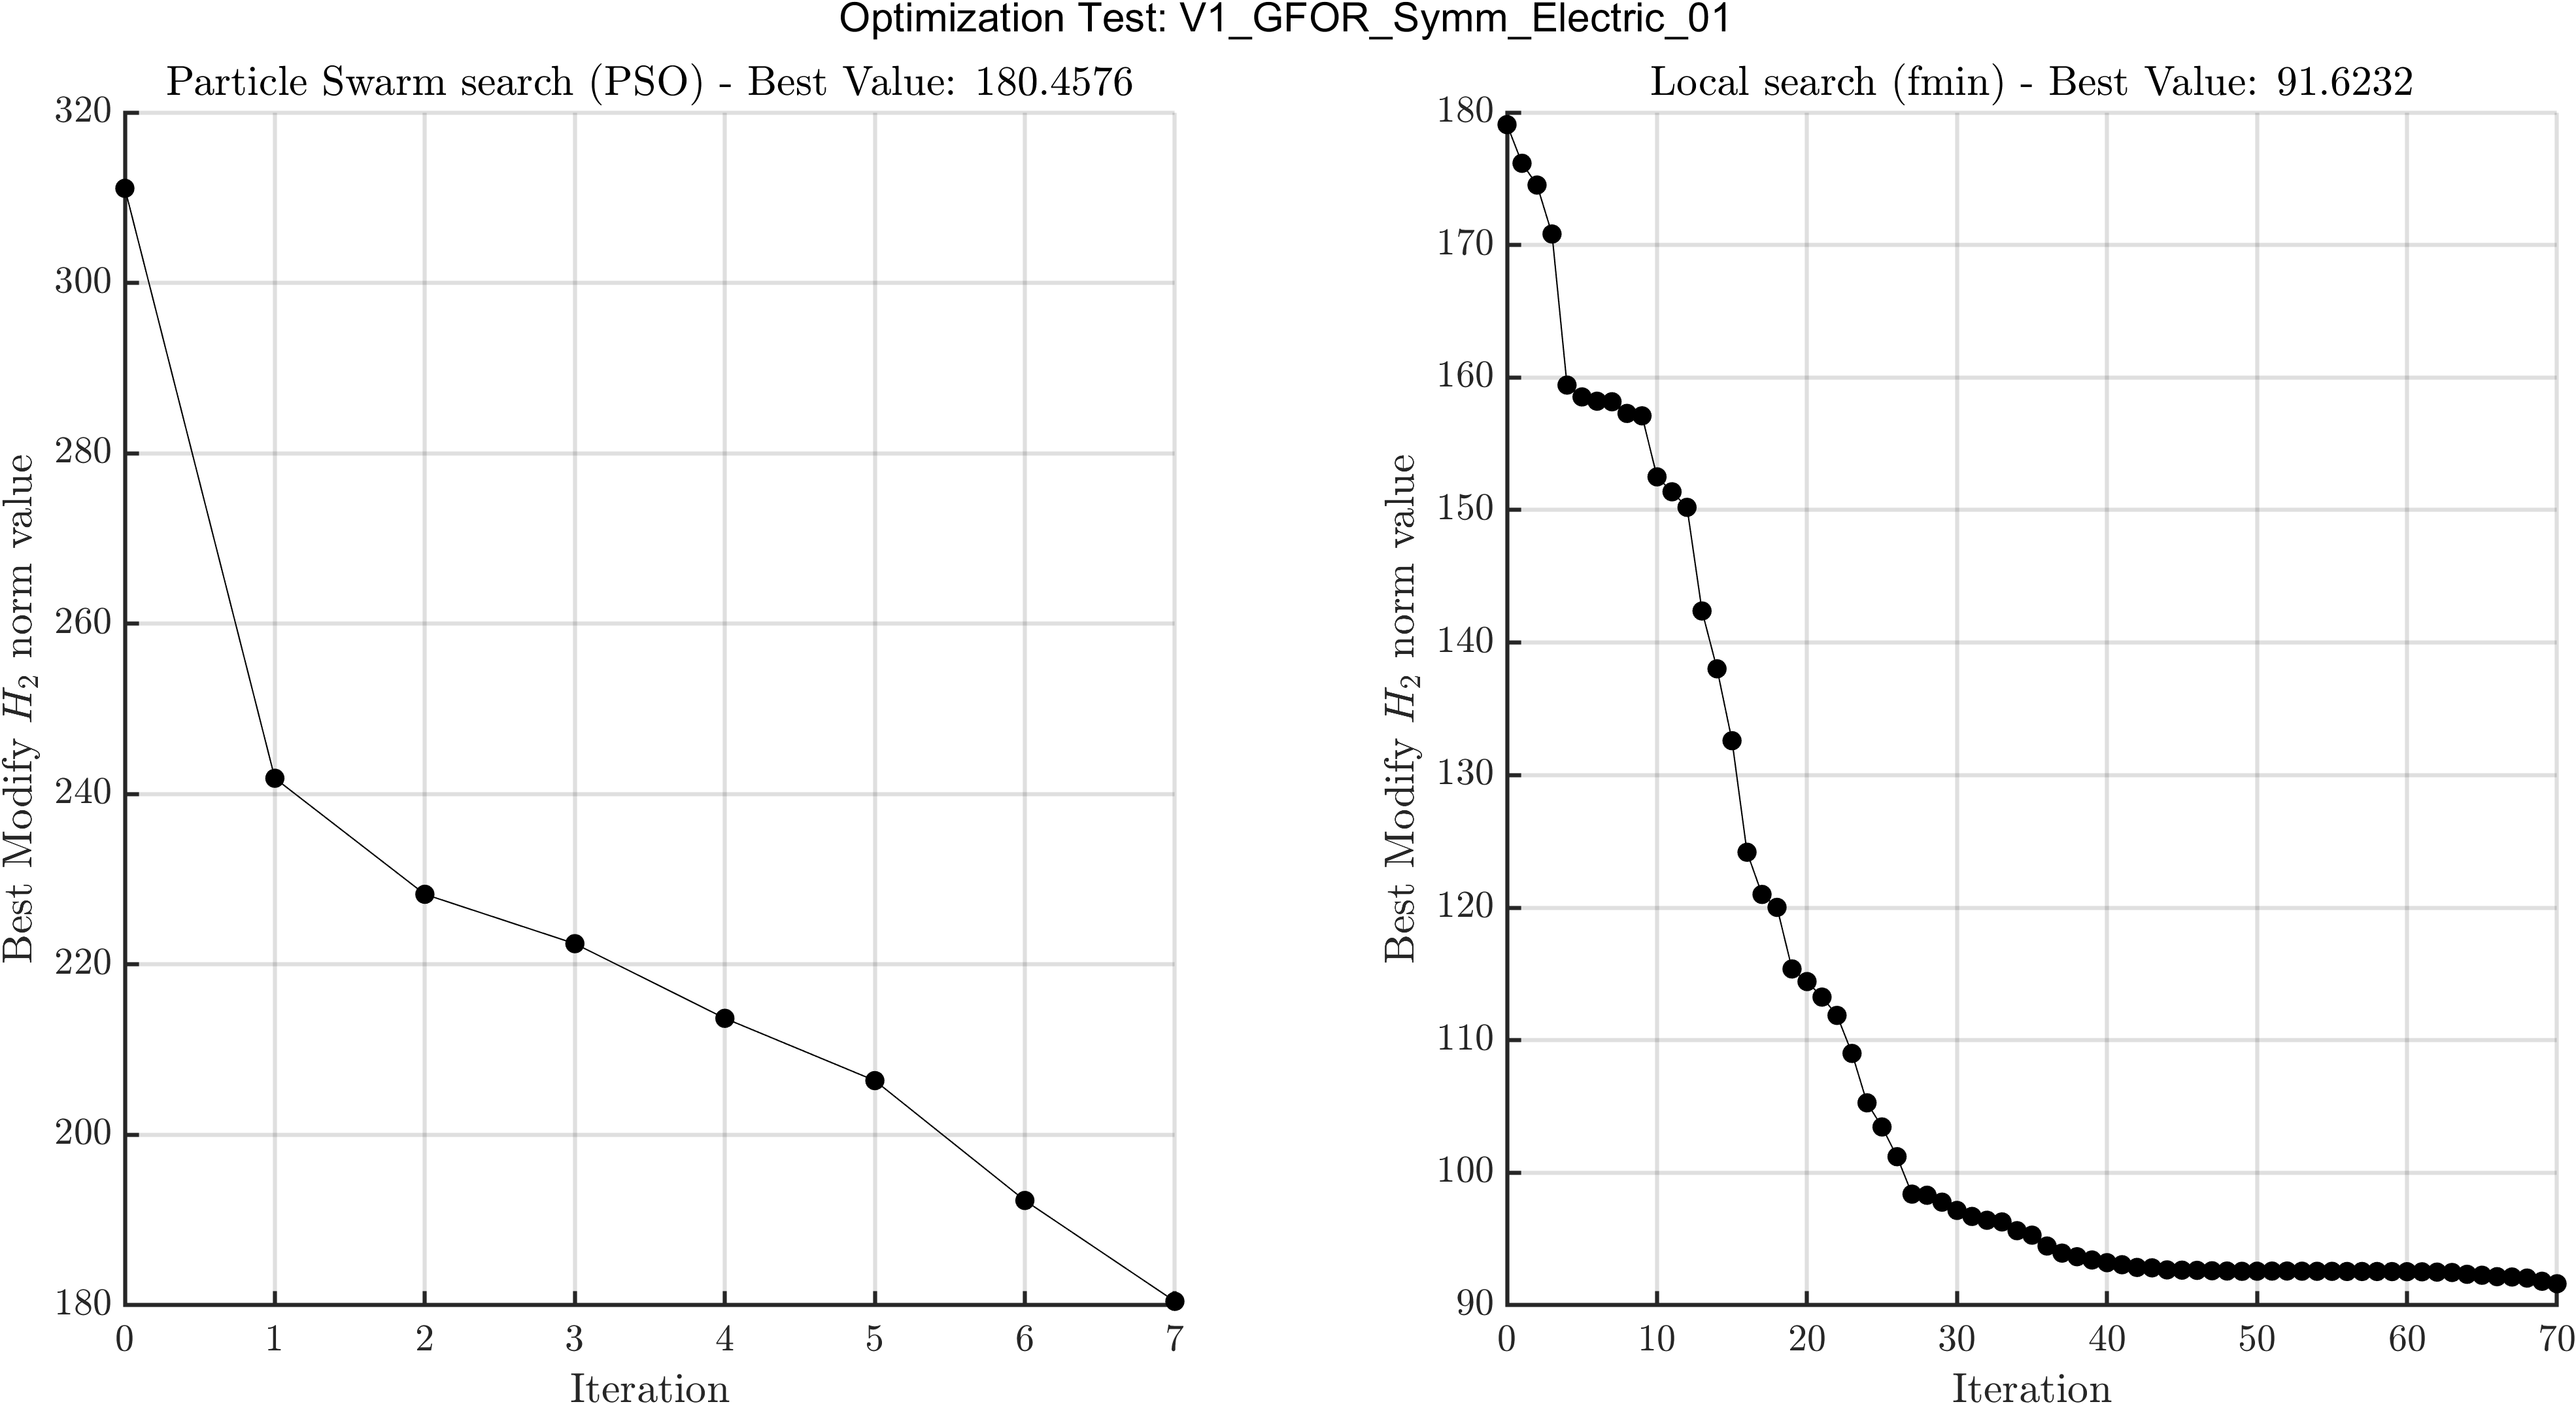 Optimization Test: V1_GFOR_Symm_Electric_01
Particle Swarm search (PSO) - Best Value: 180.4576
320
300
280
260
240
220
200
180
Best Modify H₂ norm value
0 1 2 3 4 5 6 7
Iteration
Local search (fmin) - Best Value: 91.6232
180
170
160
150
140
130
120
110
100
90
Best Modify H₂ norm value
0 10 20 30 40 50 60 70
Iteration